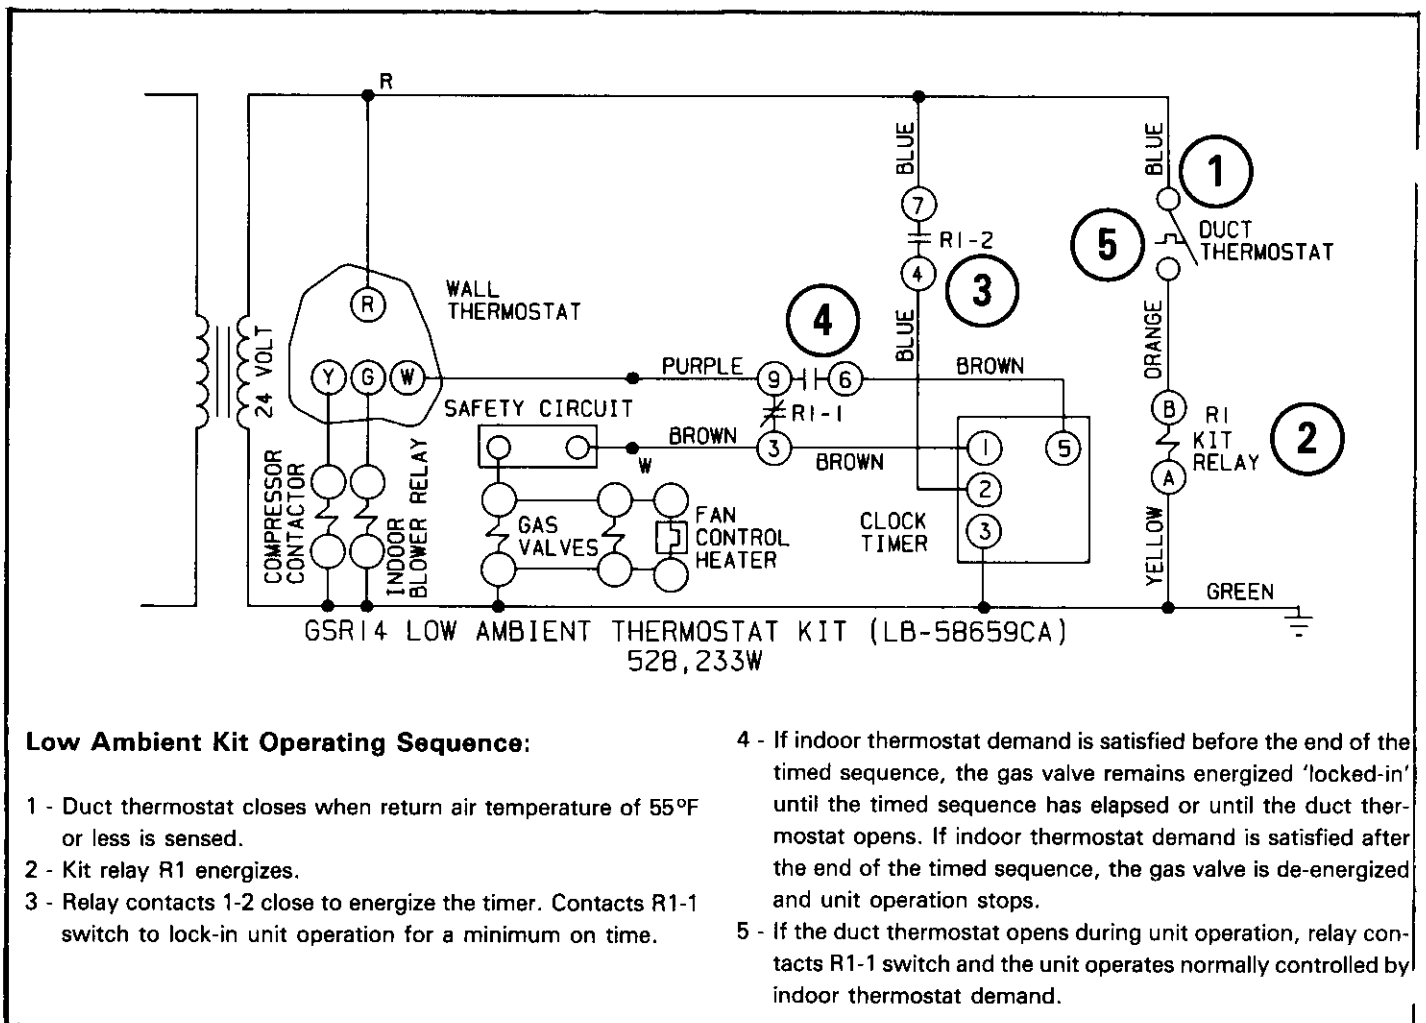 R
BLUE
BLUE
1
7
R1-2
5
DUCT
THERMOSTAT
4
3
WALL
THERMOSTAT
R
4
24 VOLT
BLUE
ORANGE
Y G W
PURPLE
9
6
BROWN
SAFETY CIRCUIT
R1-1
B
R1
KIT
RELAY
2
BROWN
3
BROWN
1
5
W
A
COMPRESSOR
CONTACTOR
INDOOR
BLOWER RELAY
GAS
VALVES
FAN
CONTROL
HEATER
CLOCK
TIMER
2
3
YELLOW
GREEN
GSR14 LOW AMBIENT THERMOSTAT KIT (LB-58659CA)
528,233W
Low Ambient Kit Operating Sequence:
1 - Duct thermostat closes when return air temperature of 55°F
or less is sensed.
2 - Kit relay R1 energizes.
3 - Relay contacts 1-2 close to energize the timer. Contacts R1-1
switch to lock-in unit operation for a minimum on time.
4 - If indoor thermostat demand is satisfied before the end of the
timed sequence, the gas valve remains energized 'locked-in'
until the timed sequence has elapsed or until the duct ther-
mostat opens. If indoor thermostat demand is satisfied after
the end of the timed sequence, the gas valve is de-energized
and unit operation stops.
5 - If the duct thermostat opens during unit operation, relay con-
tacts R1-1 switch and the unit operates normally controlled by
indoor thermostat demand.